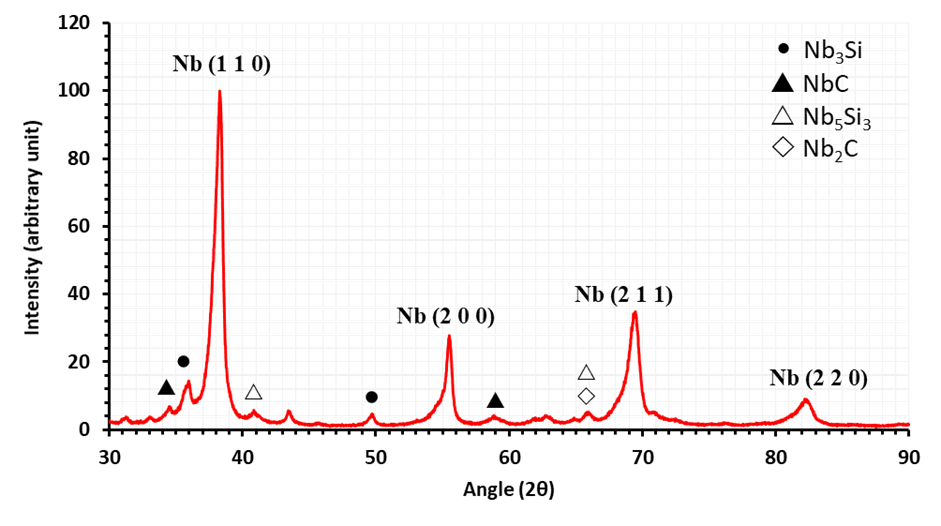 120
100
80
60
40
20
0
30 40 50 60 70 80 90
Intensity (arbitrary unit)
Angle (2θ)
Nb (1 1 0)
Nb (2 0 0)
Nb (2 1 1)
Nb (2 2 0)
● Nb₃Si
▲ NbC
△ Nb₅Si₃
◇ Nb₂C